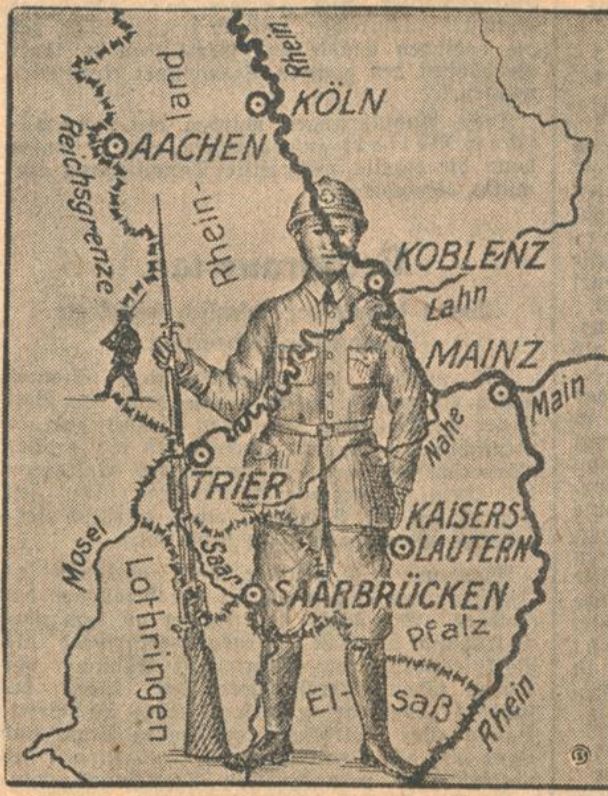 Rhein
KÖLN
land
AACHEN
Rhein-
Reichsgrenze
KOBLENZ
Lahn
MAINZ
Main
Nahe
TRIER
KAISERS-
LAUTERN
Mosel
Saar
SAARBRÜCKEN
Lothringen
Pfalz
El-
saß
Rhein